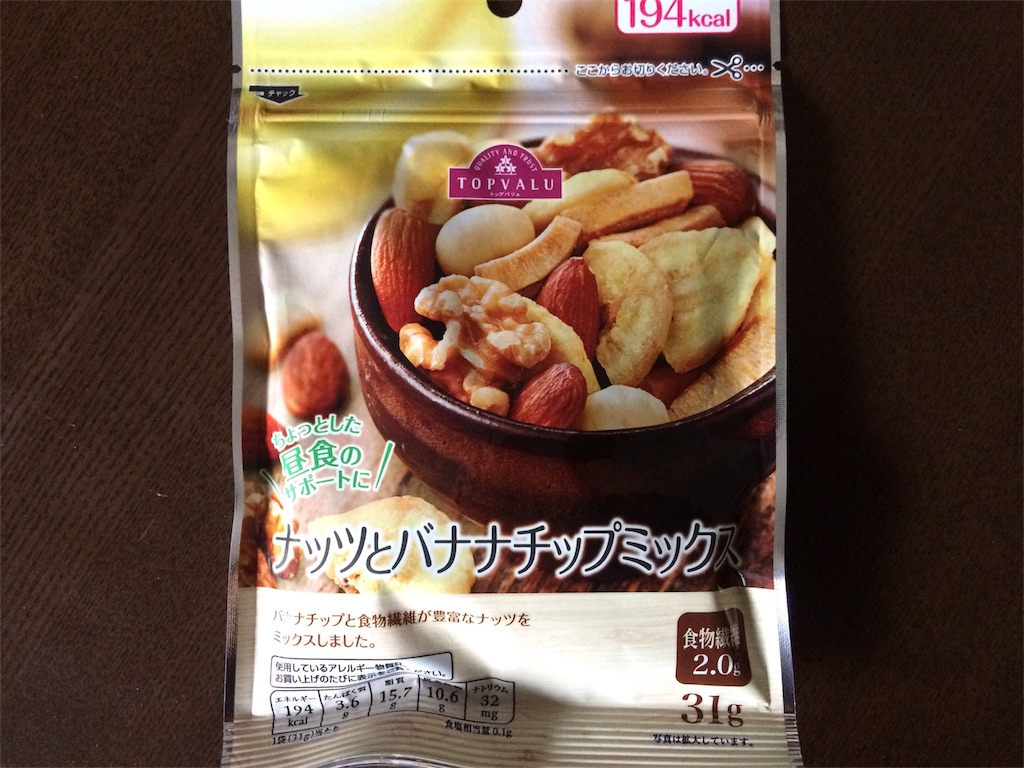 194kcal
ここからお切りください。
チャック
QUALITY AND TRUST
TOPVALU
トップバリュ
ちょっとした
昼食の
サポートに
ナッツとバナナチップミックス
バナナチップと食物繊維が豊富なナッツを
ミックスしました。
食物繊維
2.0g
使用しているアレルギー物質は
お買い上げのたびに表示をご覧ください。
エネルギー たんぱく質 脂質 ナトリウム
194 3.6 15.7 10.6 32
kcal g g g mg
1袋(31g)当たり
食塩相当量0.1g
31g
写真は拡大しています。